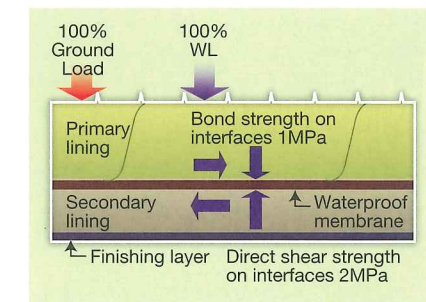 100%
Ground
Load
100%
WL
Primary
lining
Bond strength on
interfaces 1MPa
Secondary
lining
Waterproof
membrane
Finishing layer
Direct shear strength
on interfaces 2MPa